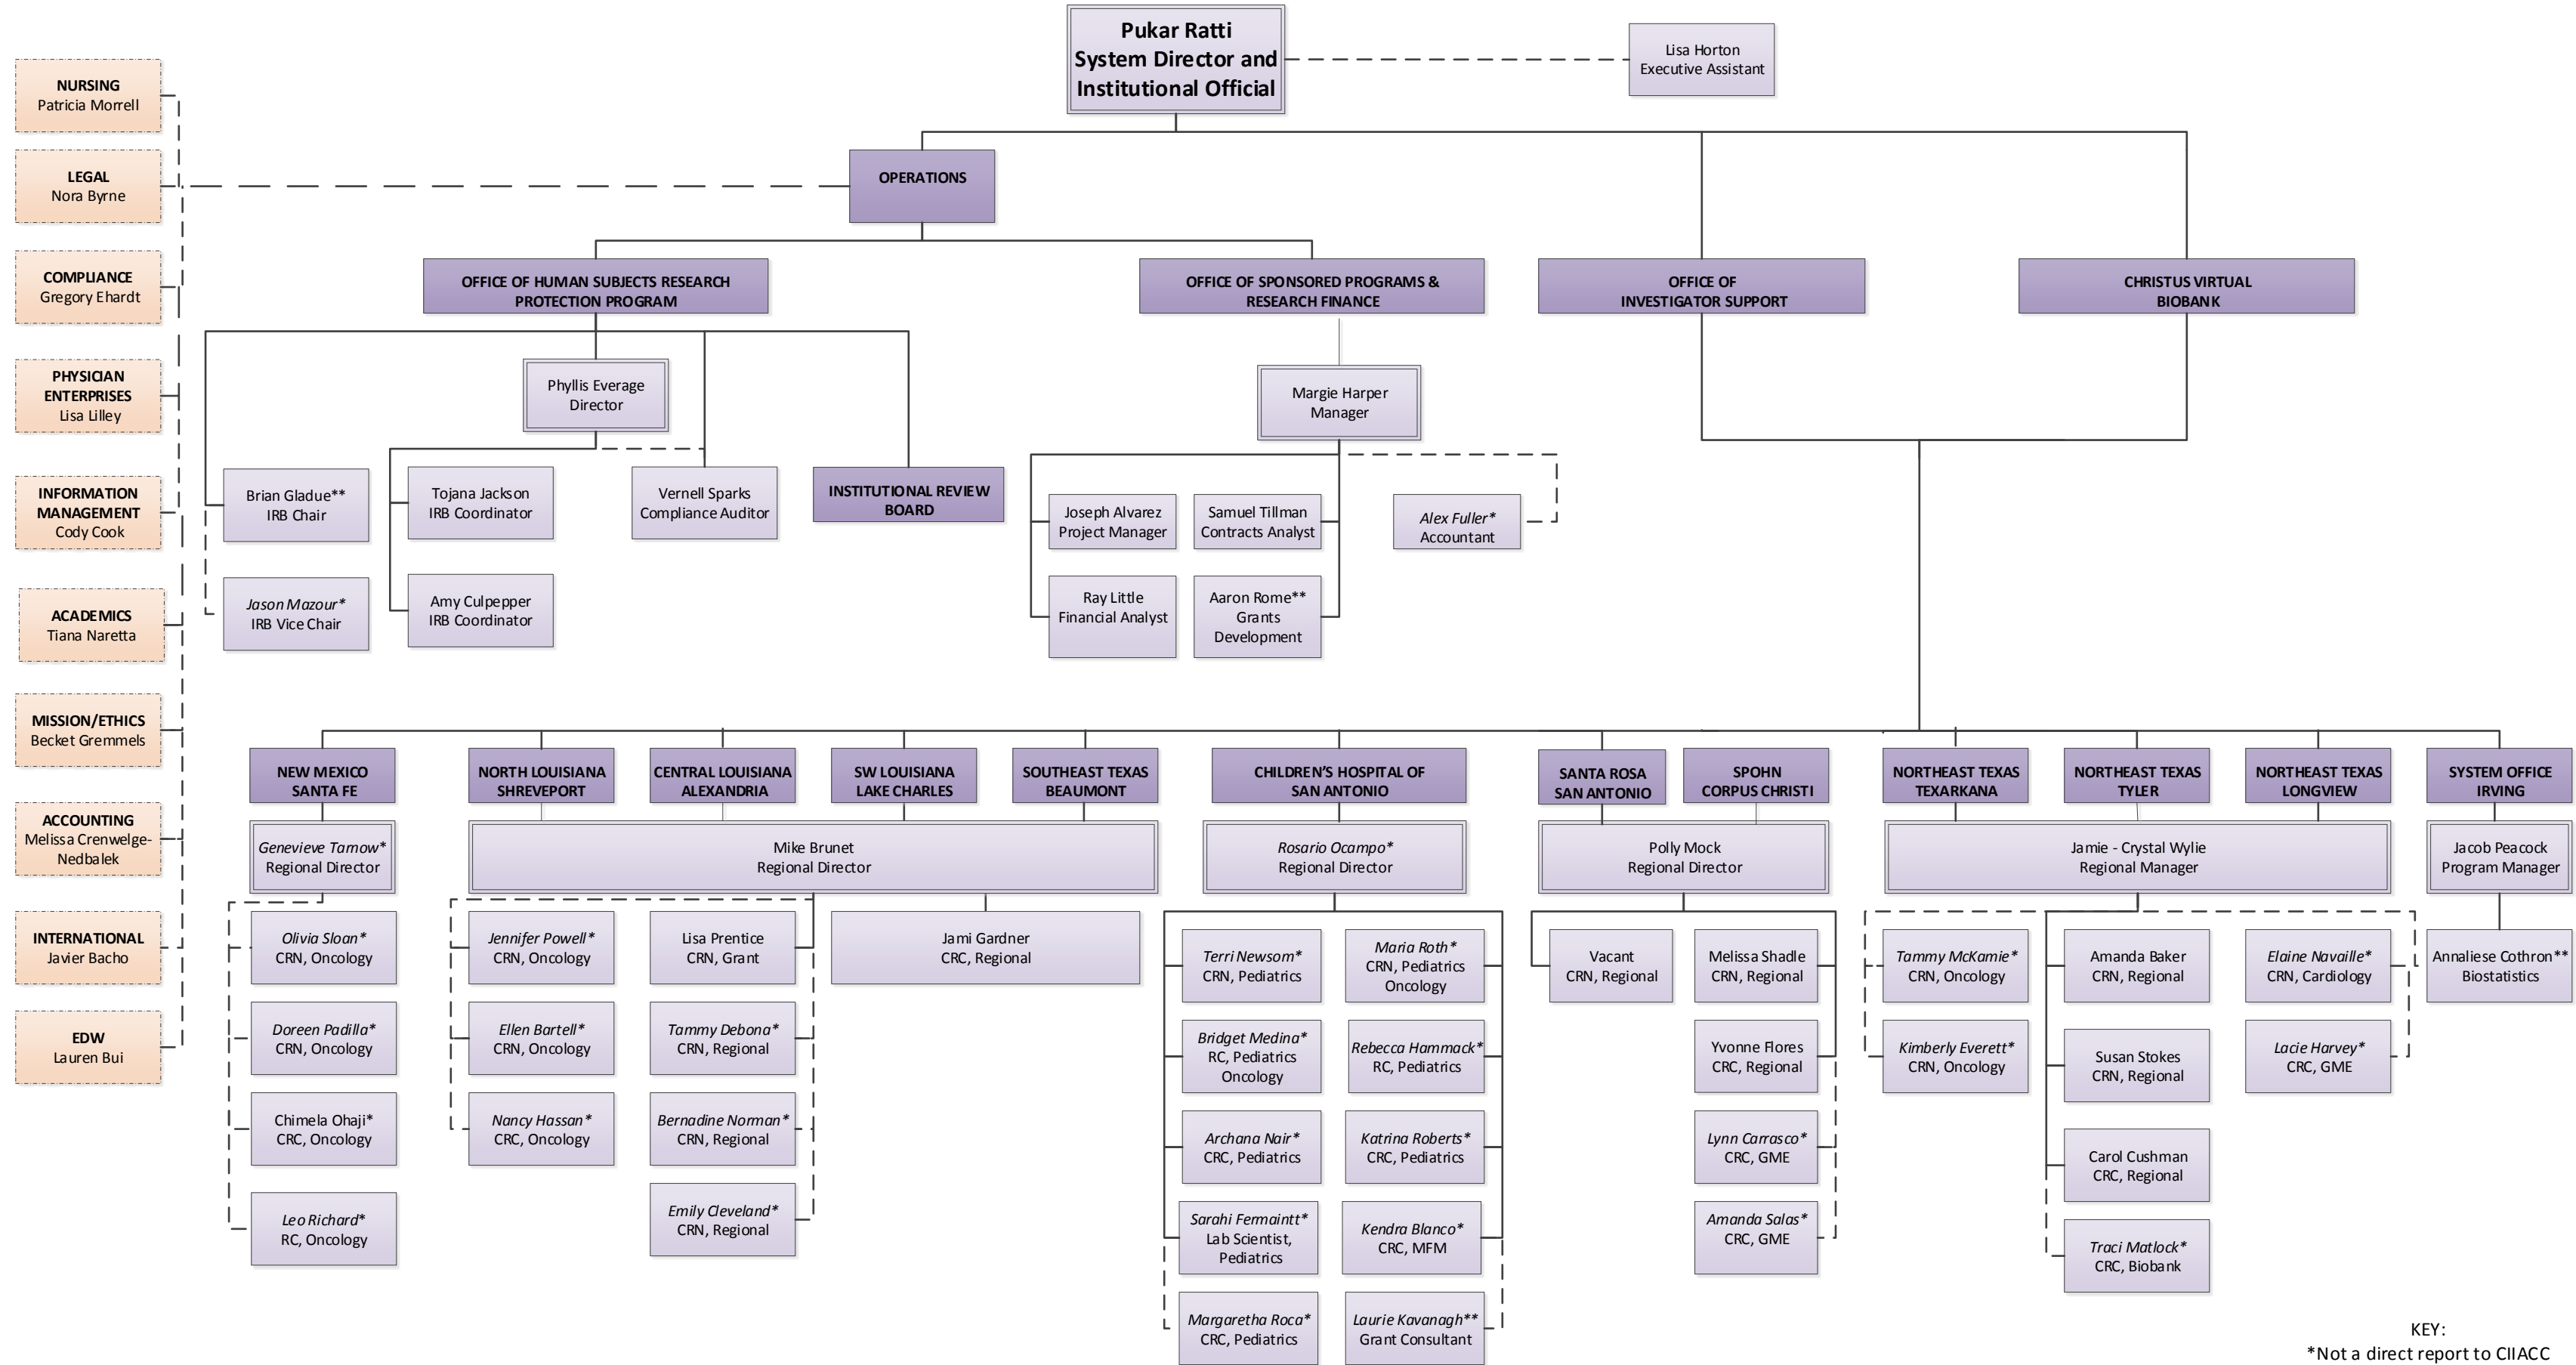 Pukar Ratti
System Director and
Institutional Official
Lisa Horton
Executive Assistant
NURSING
Patricia Morrell
LEGAL
Nora Byrne
COMPLIANCE
Gregory Ehardt
PHYSICIAN
ENTERPRISES
Lisa Lilley
INFORMATION
MANAGEMENT
Cody Cook
ACADEMICS
Tiana Naretta
MISSION/ETHICS
Becket Gremmels
ACCOUNTING
Melissa Crenwelge-
Nedbalek
INTERNATIONAL
Javier Bacho
EDW
Lauren Bui
OPERATIONS
OFFICE OF HUMAN SUBJECTS RESEARCH
PROTECTION PROGRAM
OFFICE OF SPONSORED PROGRAMS &
RESEARCH FINANCE
OFFICE OF
INVESTIGATOR SUPPORT
CHRISTUS VIRTUAL
BIOBANK
Phyllis Everage
Director
Margie Harper
Manager
Brian Gladue**
IRB Chair
Jason Mazour*
IRB Vice Chair
Tojana Jackson
IRB Coordinator
Amy Culpepper
IRB Coordinator
Vernell Sparks
Compliance Auditor
INSTITUTIONAL REVIEW
BOARD
Joseph Alvarez
Project Manager
Samuel Tillman
Contracts Analyst
Alex Fuller*
Accountant
Ray Little
Financial Analyst
Aaron Rome**
Grants
Development
NEW MEXICO
SANTA FE
NORTH LOUISIANA
SHREVEPORT
CENTRAL LOUISIANA
ALEXANDRIA
SW LOUISIANA
LAKE CHARLES
SOUTHEAST TEXAS
BEAUMONT
CHILDREN'S HOSPITAL OF
SAN ANTONIO
SANTA ROSA
SAN ANTONIO
SPOHN
CORPUS CHRISTI
NORTHEAST TEXAS
TEXARKANA
NORTHEAST TEXAS
TYLER
NORTHEAST TEXAS
LONGVIEW
SYSTEM OFFICE
IRVING
Genevieve Tarnow*
Regional Director
Mike Brunet
Regional Director
Rosario Ocampo*
Regional Director
Polly Mock
Regional Director
Jamie - Crystal Wylie
Regional Manager
Jacob Peacock
Program Manager
Olivia Sloan*
CRN, Oncology
Doreen Padilla*
CRN, Oncology
Chimela Ohaji*
CRC, Oncology
Leo Richard*
RC, Oncology
Jennifer Powell*
CRN, Oncology
Ellen Bartell*
CRN, Oncology
Nancy Hassan*
CRC, Oncology
Lisa Prentice
CRN, Grant
Tammy Debona*
CRN, Regional
Bernadine Norman*
CRN, Regional
Emily Cleveland*
CRN, Regional
Jami Gardner
CRC, Regional
Terri Newsom*
CRN, Pediatrics
Bridget Medina*
RC, Pediatrics
Oncology
Archana Nair*
CRC, Pediatrics
Sarahi Fermaintt*
Lab Scientist,
Pediatrics
Margaretha Roca*
CRC, Pediatrics
Maria Roth*
CRN, Pediatrics
Oncology
Rebecca Hammack*
RC, Pediatrics
Katrina Roberts*
CRC, Pediatrics
Kendra Blanco*
CRC, MFM
Laurie Kavanagh**
Grant Consultant
Vacant
CRN, Regional
Melissa Shadle
CRN, Regional
Yvonne Flores
CRC, Regional
Lynn Carrasco*
CRC, GME
Amanda Salas*
CRC, GME
Tammy McKamie*
CRN, Oncology
Kimberly Everett*
CRN, Oncology
Amanda Baker
CRN, Regional
Susan Stokes
CRN, Regional
Carol Cushman
CRC, Regional
Traci Matlock*
CRC, Biobank
Elaine Navaille*
CRN, Cardiology
Lacie Harvey*
CRC, GME
Annaliese Cothron**
Biostatistics
KEY:
*Not a direct report to CIIACC